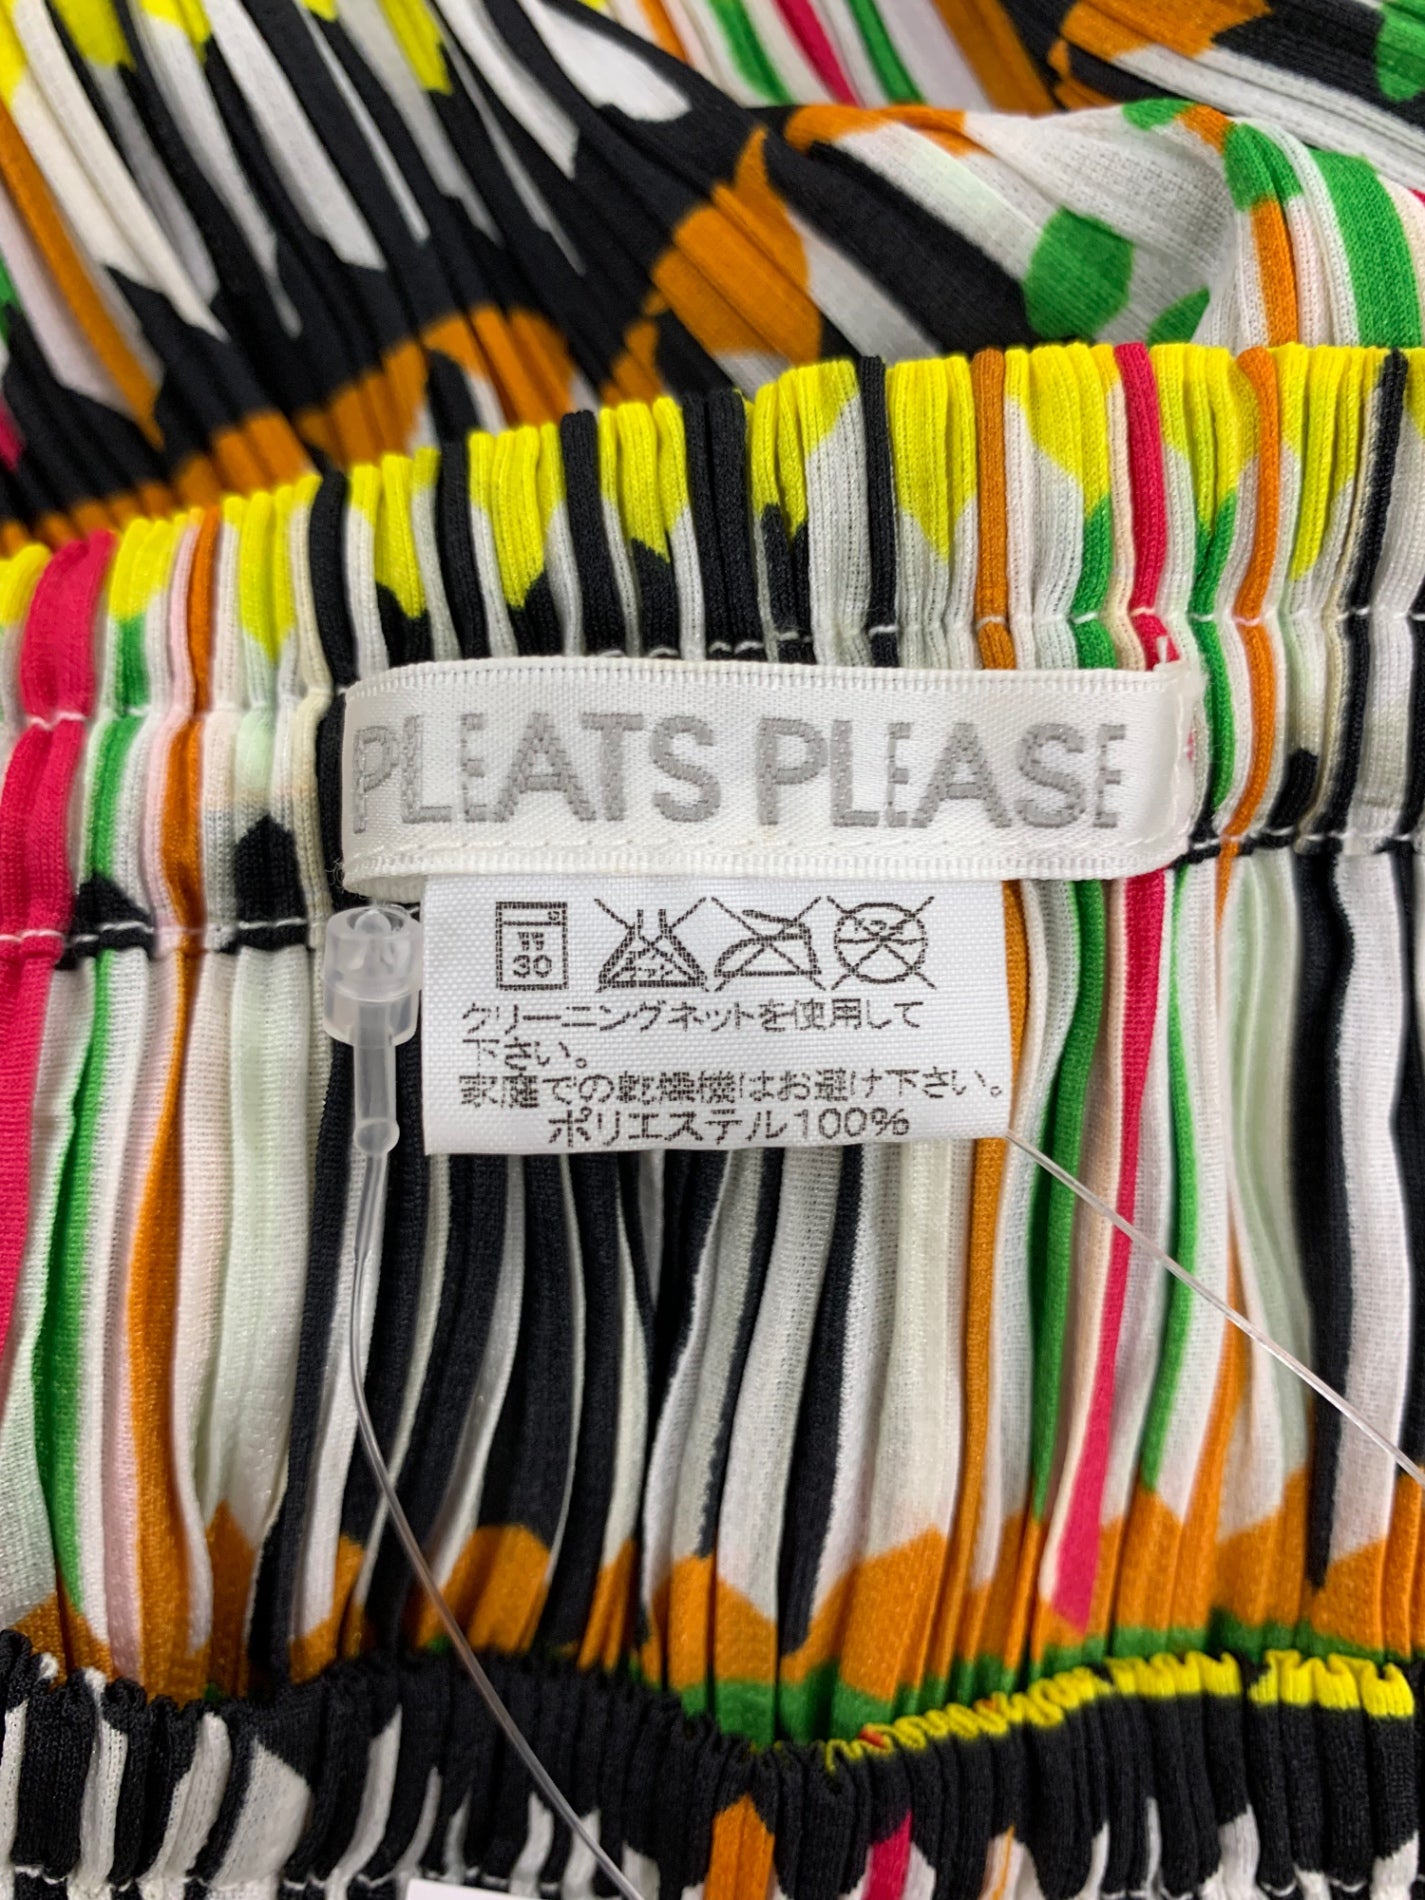 PLEATS PLEASE
30
クリーニングネットを使用して
下さい。
家庭での乾燥機はお避け下さい。
ポリエステル100%